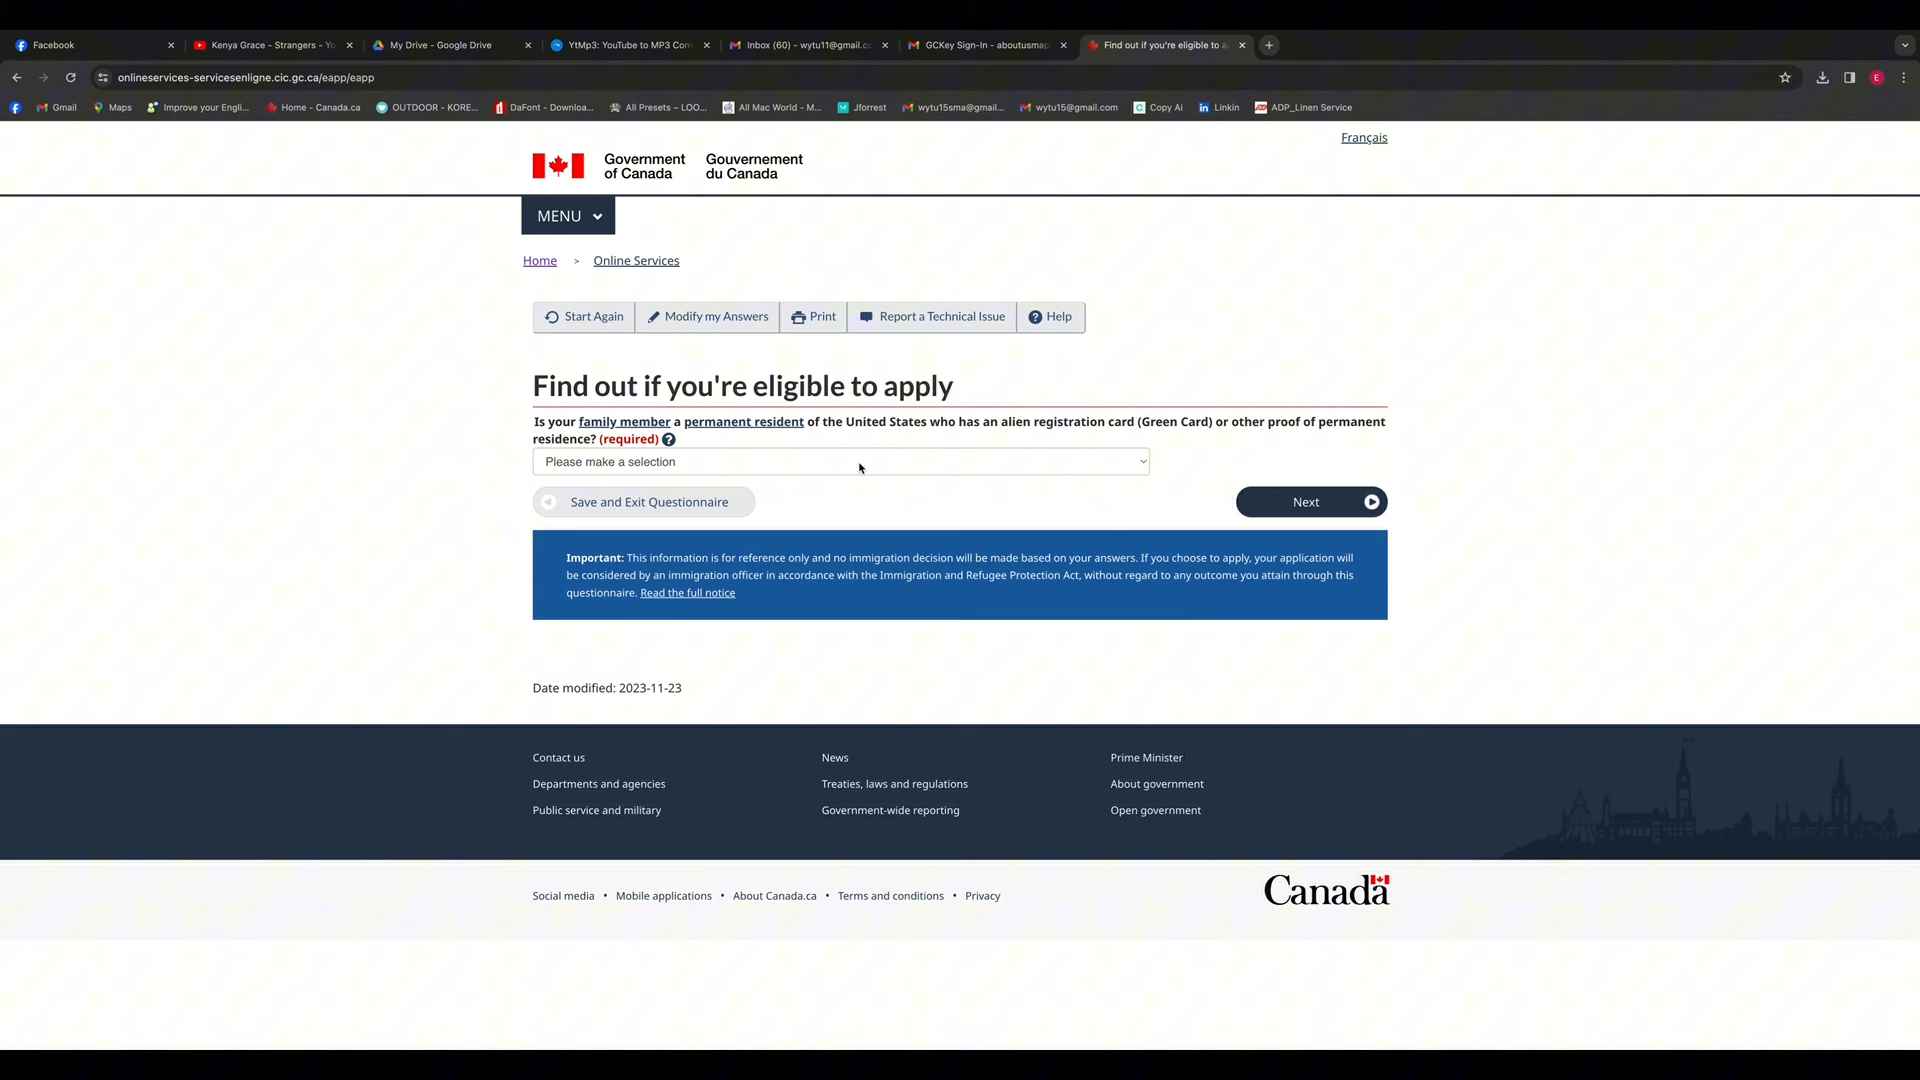 Facebook
Kenya Grace - Strangers - Yo
My Drive - Google Drive
YtMp3: YouTube to MP3 Con
Inbox (60) - wytu11@gmail.co
GCKey Sign-In - aboutusmap
Find out if you're eligible to a
onlineservices-servicesenligne.cic.gc.ca/eapp/eapp
E
Gmail
Maps
Improve your Engli...
Home - Canada.ca
OUTDOOR - KORE...
DaFont - Downloa...
All Presets – LOO...
All Mac World - M...
Jforrest
wytu15sma@gmail...
wytu15@gmail.com
Copy Ai
Linkin
ADP_Linen Service
Français
Government of Canada
Gouvernement du Canada
MENU
Home > Online Services
Start Again
Modify my Answers
Print
Report a Technical Issue
Help
Find out if you're eligible to apply
Is your family member a permanent resident of the United States who has an alien registration card (Green Card) or other proof of permanent
residence? (required)
Please make a selection
Save and Exit Questionnaire
Next
Important: This information is for reference only and no immigration decision will be made based on your answers. If you choose to apply, your application will
be considered by an immigration officer in accordance with the Immigration and Refugee Protection Act, without regard to any outcome you attain through this
questionnaire. Read the full notice
Date modified: 2023-11-23
Contact us
News
Prime Minister
Departments and agencies
Treaties, laws and regulations
About government
Public service and military
Government-wide reporting
Open government
Social media • Mobile applications • About Canada.ca • Terms and conditions • Privacy
Canada